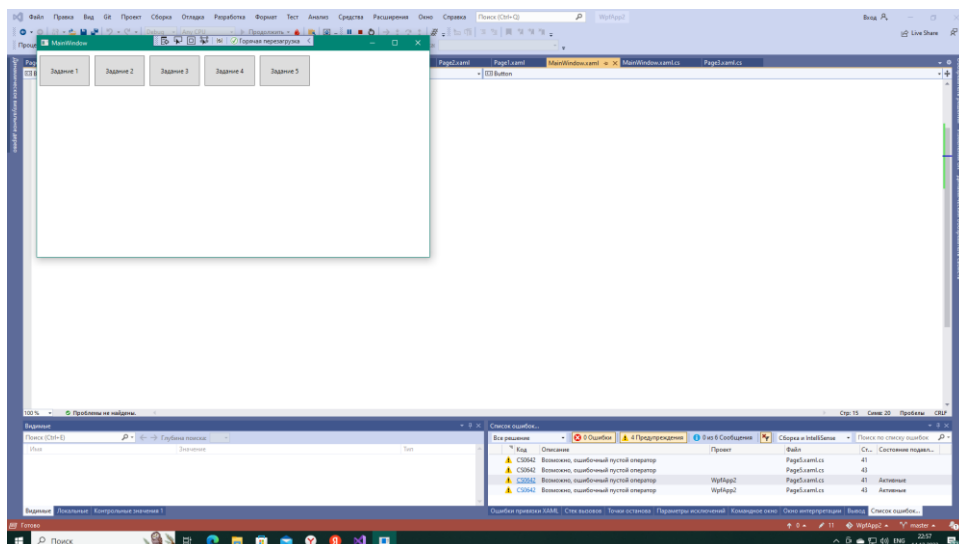 Файл Правка Вид Git Проект Сборка Отладка Разработка Формат Тест Анализ Средства Расширения Окно Справка Поиск (Ctrl+Q) WpfApp2 Вход
Debug Any CPU Продолжить Live Share
MainWindow Горячая перезагрузка
Page2.xaml Page1.xaml MainWindow.xaml MainWindow.xaml.cs Page3.xaml.cs
Button
Задание 1 Задание 2 Задание 3 Задание 4 Задание 5
100 % Проблемы не найдены. Стр: 15 Симв: 20 Пробелы CRLF
Видимые
Поиск (Ctrl+E) Глубина поиска:
Имя Значение Тип
Видимые Локальные Контрольные значения 1
Список ошибок...
Все решение 0 Ошибки 4 Предупреждения 0 из 6 Сообщения Сборка и IntelliSense Поиск по списку ошибок
Код Описание Проект Файл Ст... Состояние подавл...
CS0642 Возможно, ошибочный пустой оператор Page5.xaml.cs 41
CS0642 Возможно, ошибочный пустой оператор Page5.xaml.cs 43
CS0642 Возможно, ошибочный пустой оператор WpfApp2 Page5.xaml.cs 41 Активные
CS0642 Возможно, ошибочный пустой оператор WpfApp2 Page5.xaml.cs 43 Активные
Ошибки привязки XAML Стек вызовов Точки останова Параметры исключений Командное окно Окно интерпретации Вывод Список ошибок...
Готово 0 11 WpfApp2 master
Поиск ENG 22:57